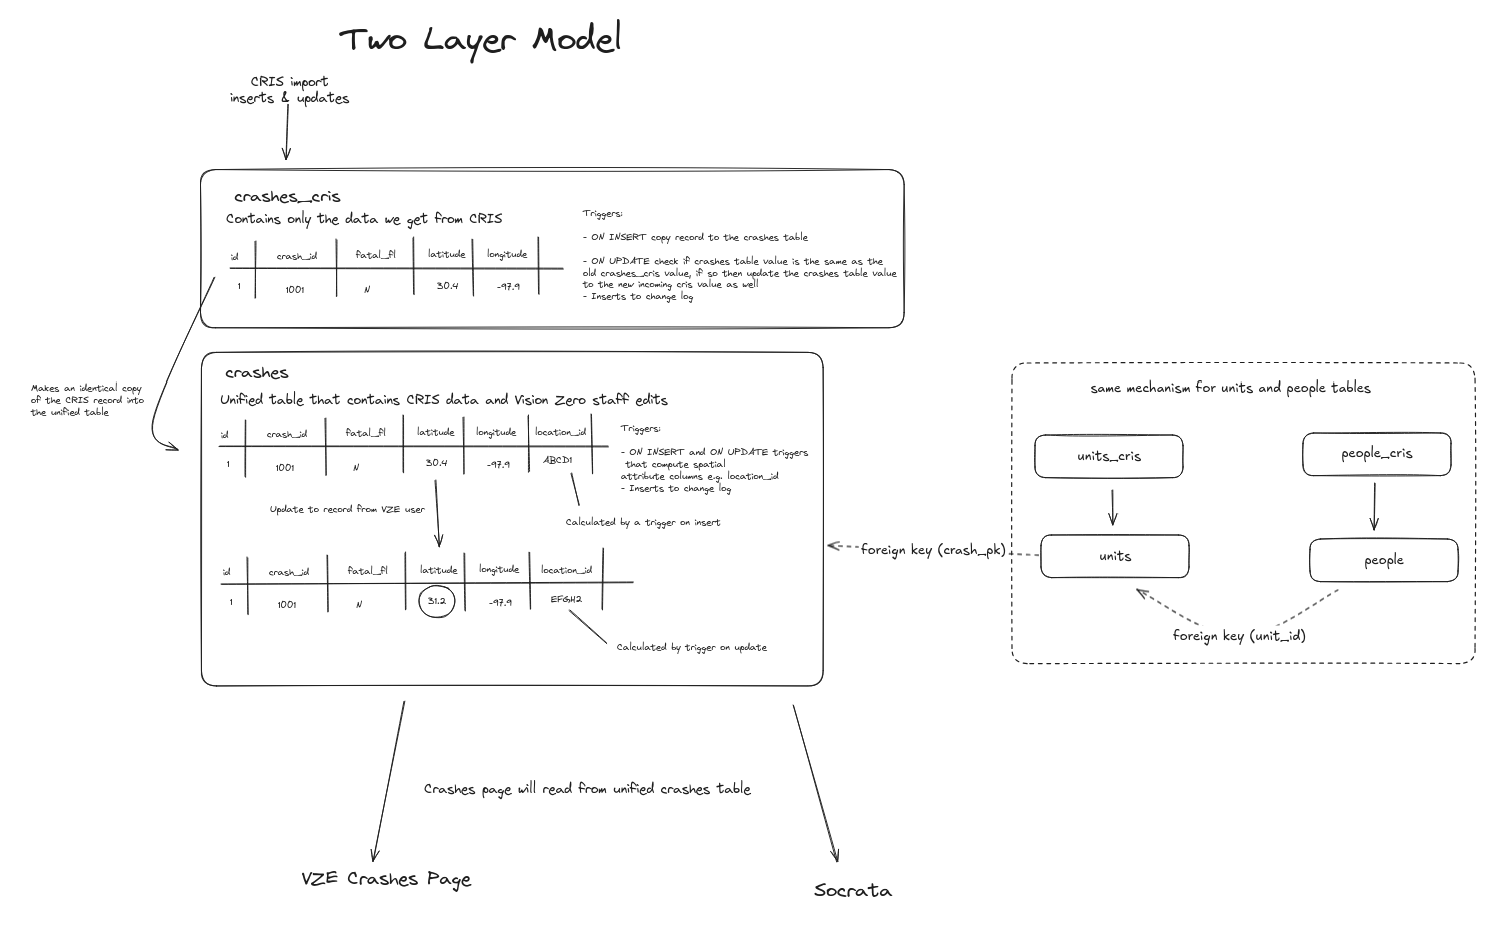 Two Layer Model
CRIS import
inserts & updates
crashes_cris
Contains only the data we get from CRIS
id crash_id fatal_fl latitude longitude
1 1001 N 30.4 -97.9
Triggers:
- ON INSERT copy record to the crashes table
- ON UPDATE check if crashes table value is the same as the
old crashes_cris value, if so then update the crashes table value
to the new incoming cris value as well
- Inserts to change log
Makes an identical copy
of the CRIS record into
the unified table
crashes
Unified table that contains CRIS data and Vision Zero staff edits
id crash_id fatal_fl latitude longitude location_id
1 1001 N 30.4 -97.9 ABCD1
Triggers:
- ON INSERT and ON UPDATE triggers
that compute spatial
attribute columns e.g. location_id
- Inserts to change log
Update to record from VZE user
Calculated by a trigger on insert
id crash_id fatal_fl latitude longitude location_id
1 1001 N 31.2 -97.9 EFGH2
Calculated by trigger on update
same mechanism for units and people tables
units_cris
people_cris
foreign key (crash_pk)
units
people
foreign key (unit_id)
Crashes page will read from unified crashes table
VZE Crashes Page
Socrata